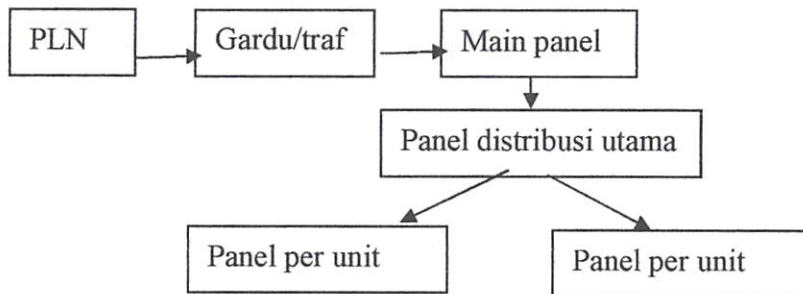 PLN
Gardu/traf
Main panel
Panel distribusi utama
Panel per unit
Panel per unit